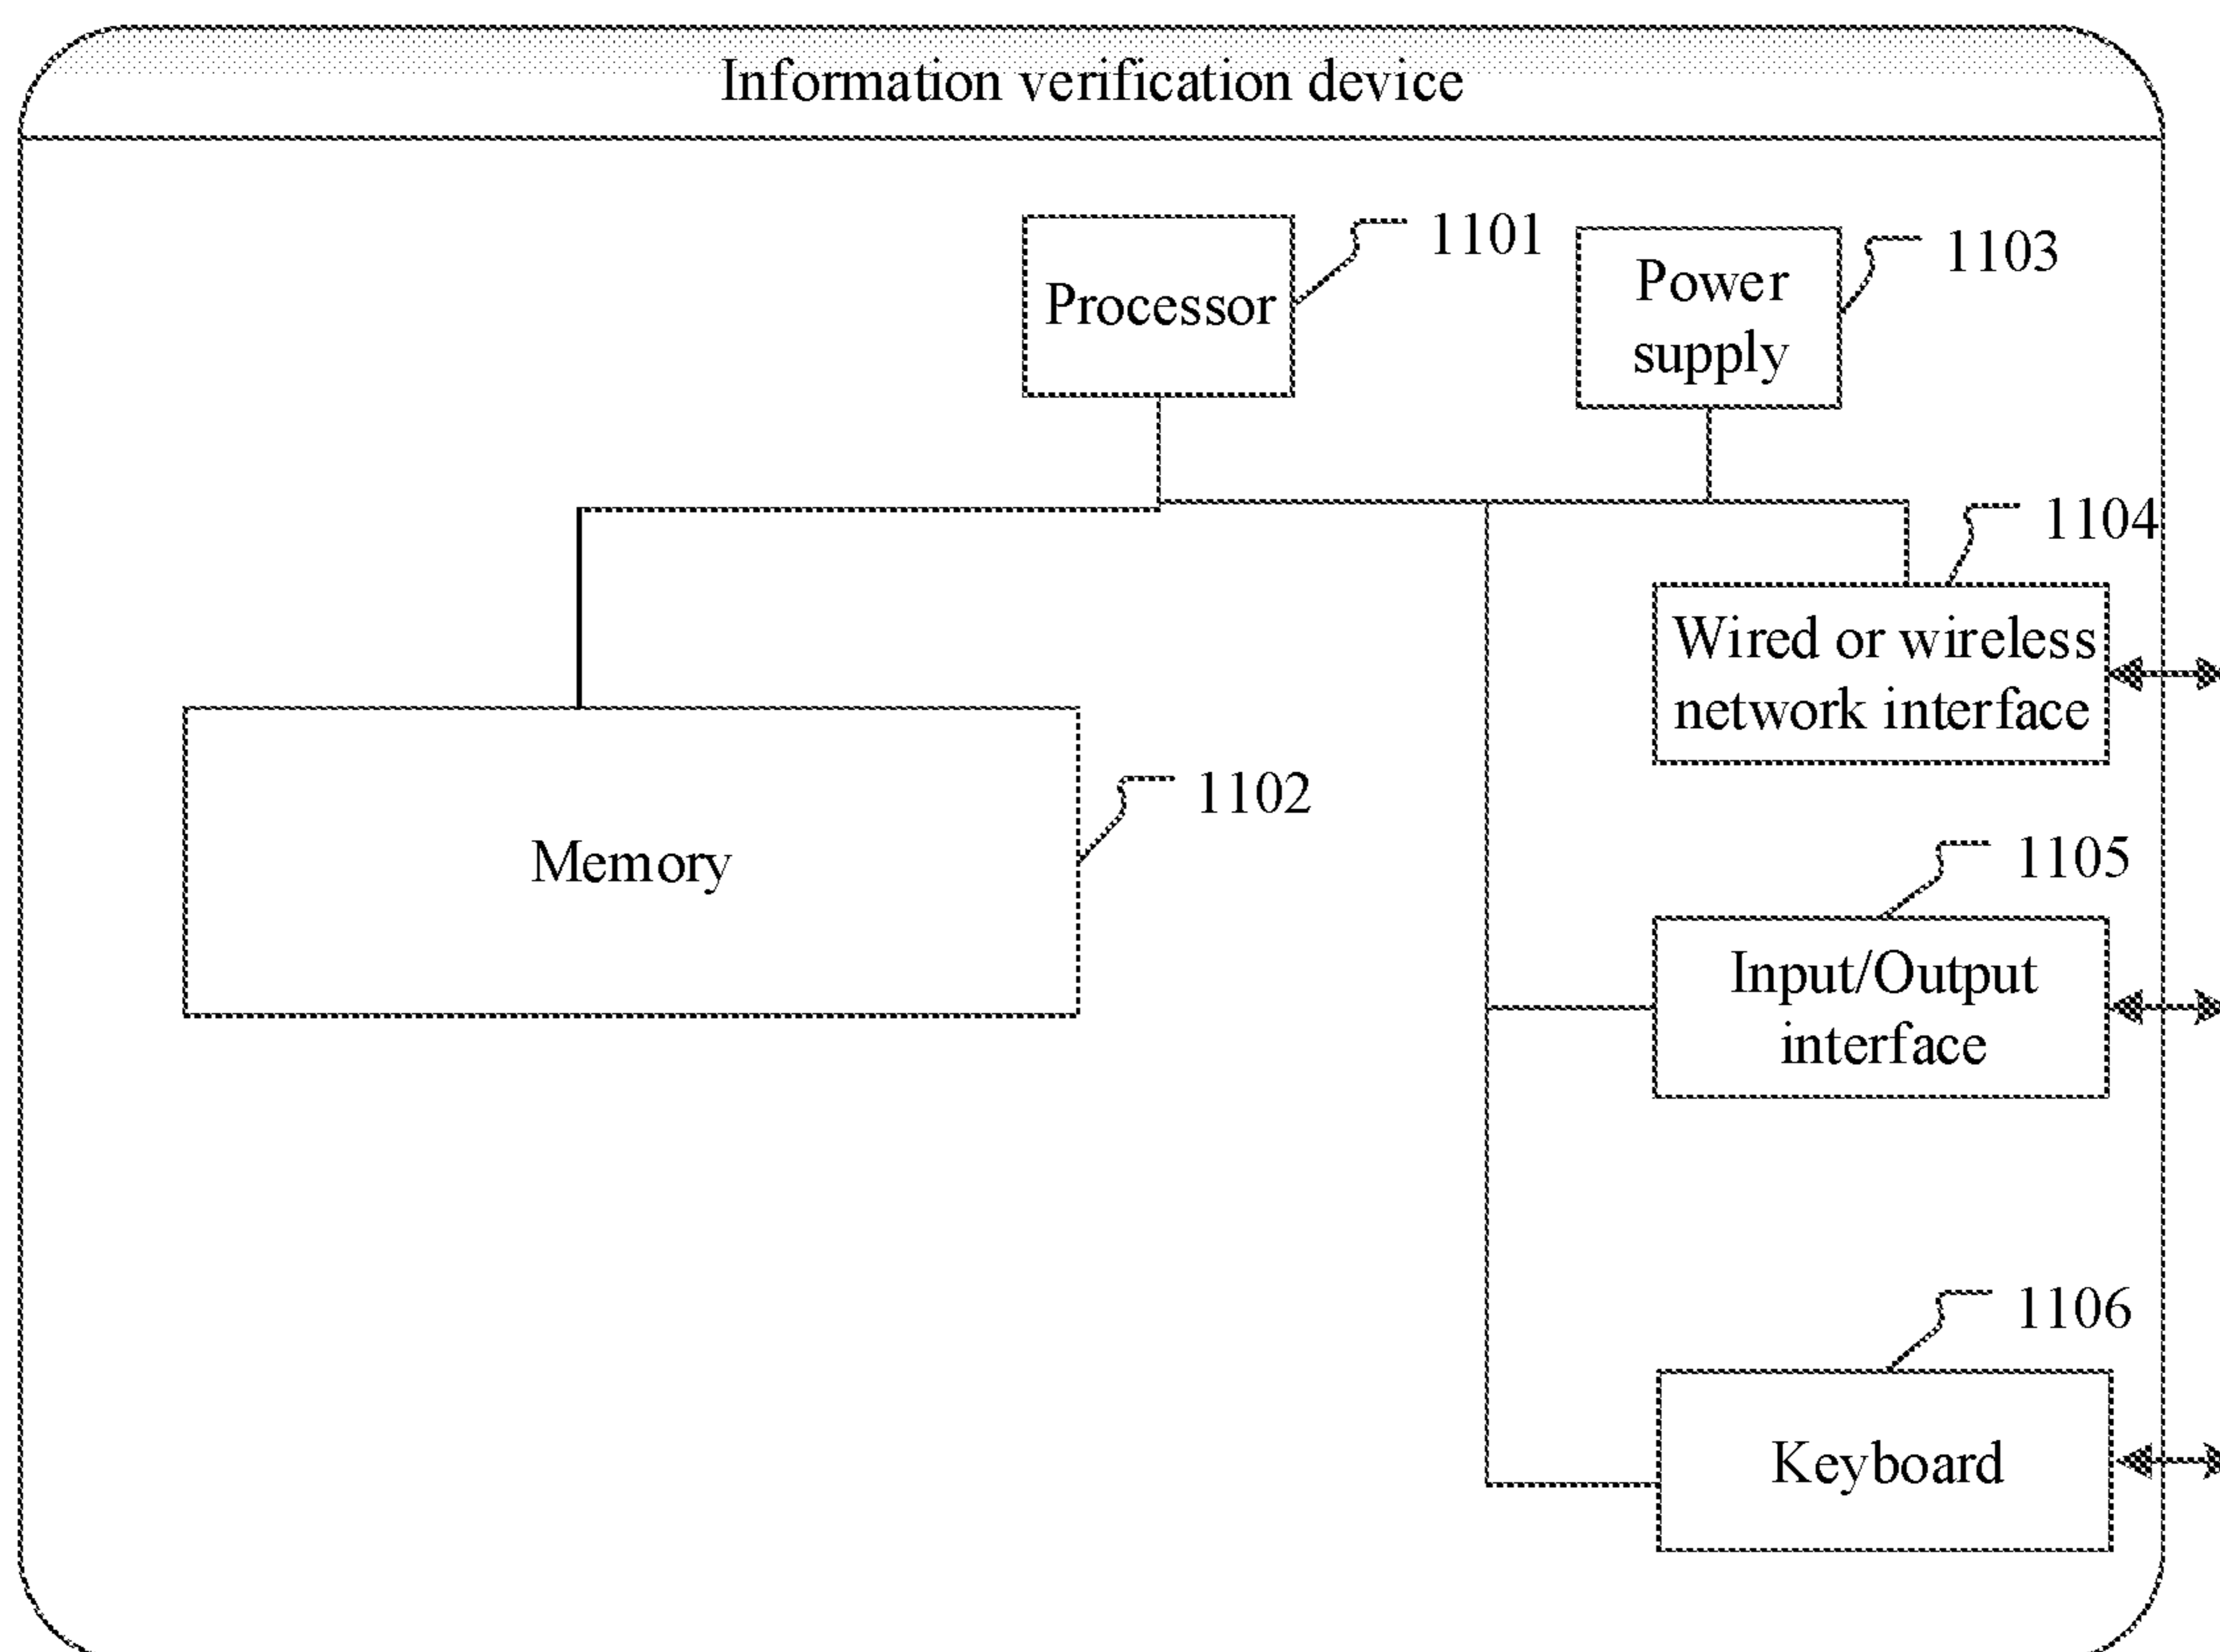 Information verification device
1101
Processor
1103
Power
supply
1104
Wired or wireless
network interface
1102
Memory
1105
Input/Output
interface
1106
Keyboard